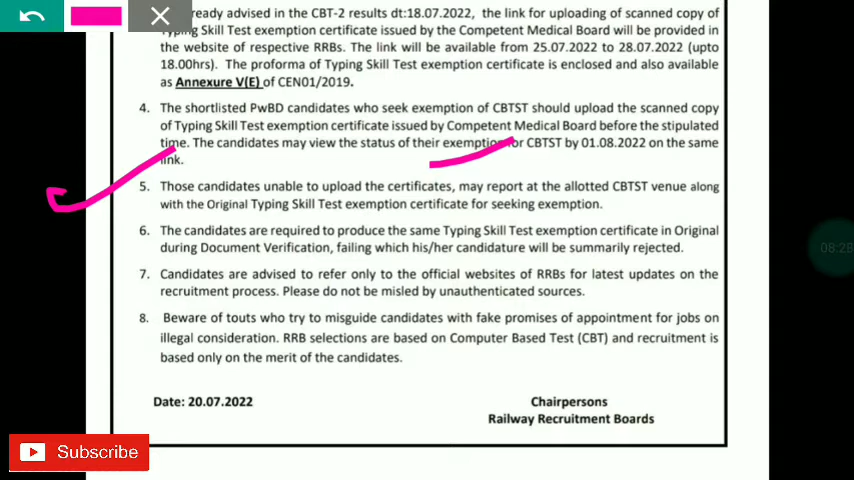 ready advised in the CBT-2 results dt:18.07.2022, the link for uploading of scanned copy of
Typing Skill Test exemption certificate issued by the Competent Medical Board will be provided in
the website of respective RRBs. The link will be available from 25.07.2022 to 28.07.2022 (upto
18.00hrs). The proforma of Typing Skill Test exemption certificate is enclosed and also available
as Annexure V(E) of CEN01/2019.
4. The shortlisted PwBD candidates who seek exemption of CBTST should upload the scanned copy
of Typing Skill Test exemption certificate issued by Competent Medical Board before the stipulated
time. The candidates may view the status of their exemption for CBTST by 01.08.2022 on the same
link.
5. Those candidates unable to upload the certificates, may report at the allotted CBTST venue along
with the Original Typing Skill Test exemption certificate for seeking exemption.
6. The candidates are required to produce the same Typing Skill Test exemption certificate in Original
during Document Verification, failing which his/her candidature will be summarily rejected.
7. Candidates are advised to refer only to the official websites of RRBs for latest updates on the
recruitment process. Please do not be misled by unauthenticated sources.
8. Beware of touts who try to misguide candidates with fake promises of appointment for jobs on
illegal consideration. RRB selections are based on Computer Based Test (CBT) and recruitment is
based only on the merit of the candidates.
Date: 20.07.2022
Chairpersons
Railway Recruitment Boards
Subscribe
06:28